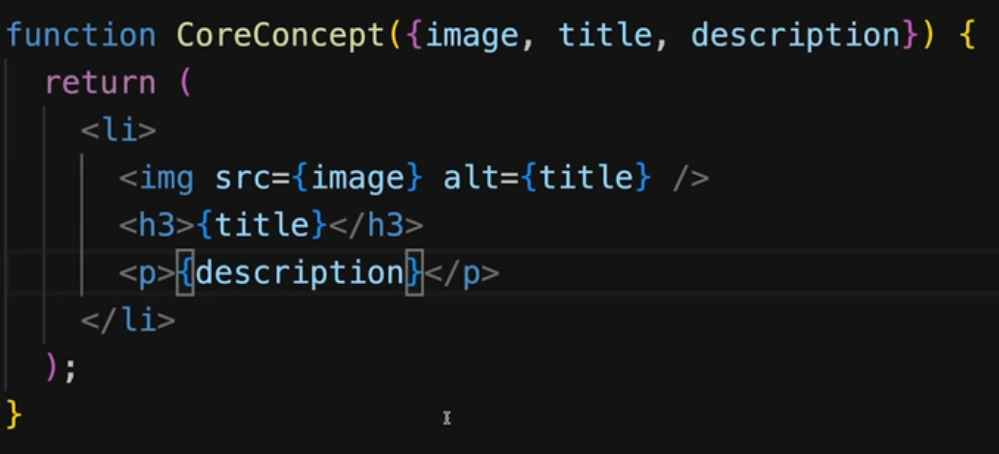 function CoreConcept({image, title, description}) {
return (
<li>
<img src={image} alt={title} />
<h3>{title}</h3>
<p>{description}</p>
</li>
);
}